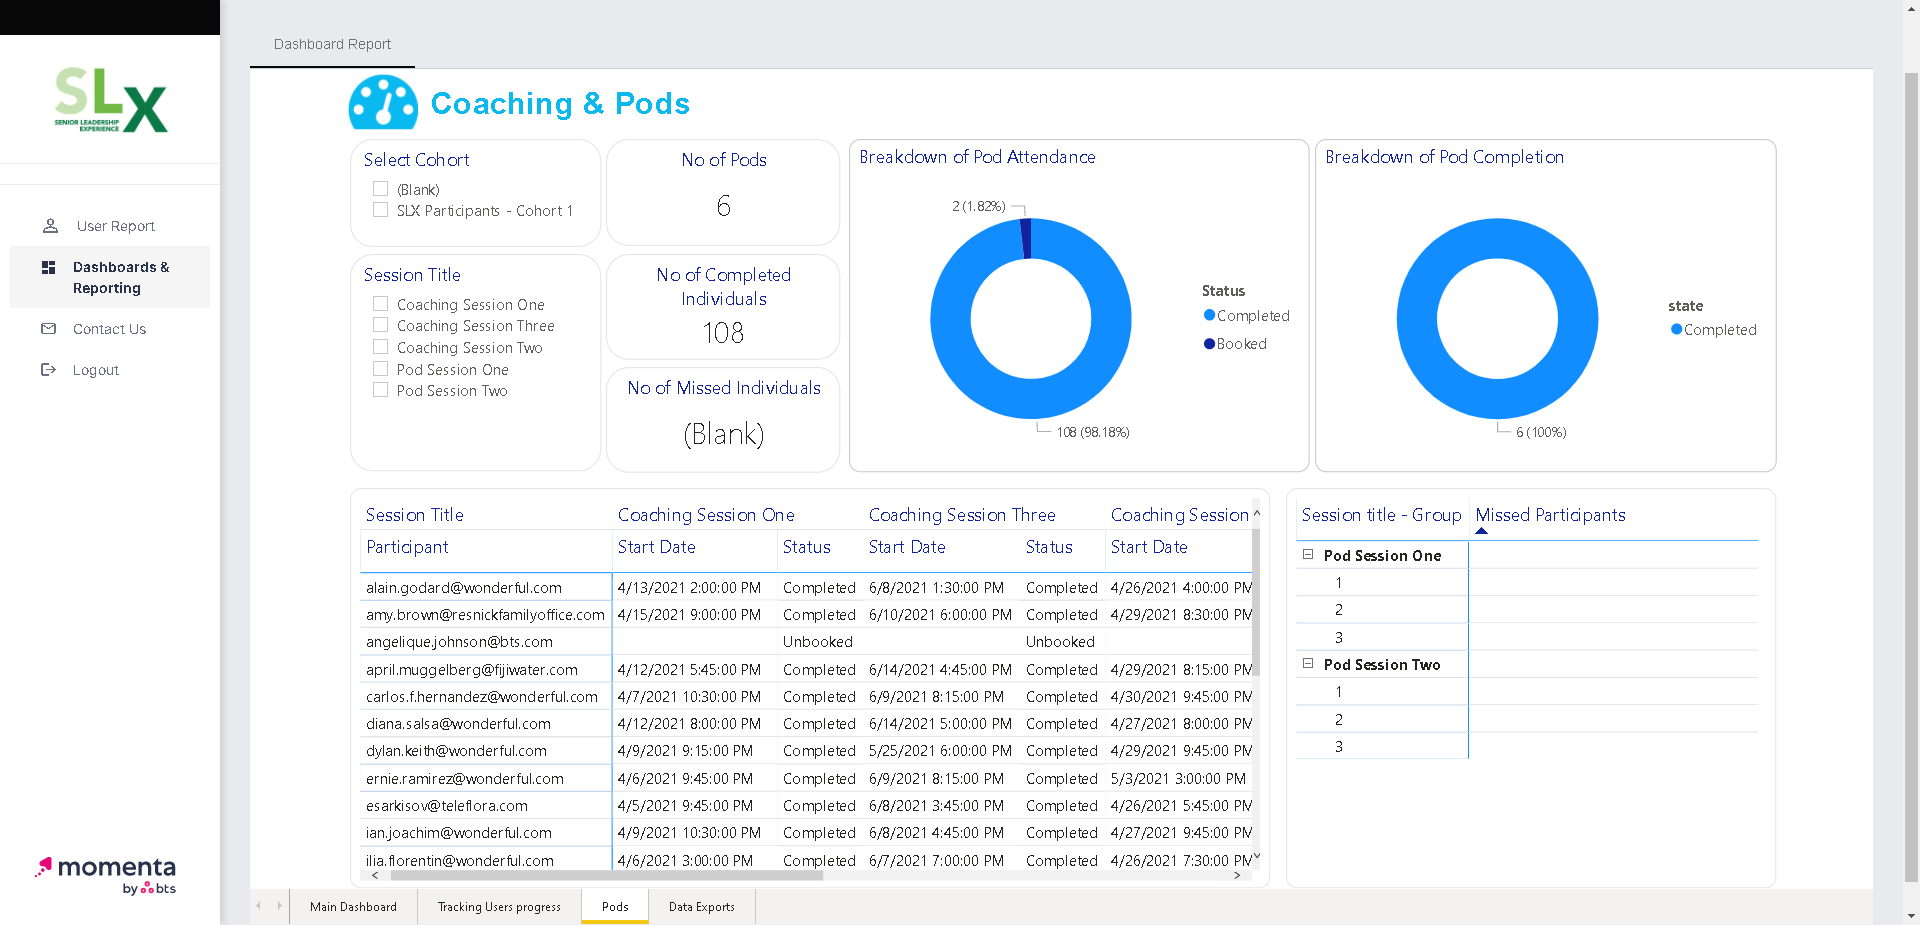 SLX
SENIOR LEADERSHIP
EXPERIENCE
User Report
Dashboards &
Reporting
Contact Us
Logout
momenta
by bts
Dashboard Report
Coaching & Pods
Select Cohort
(Blank)
SLX Participants - Cohort 1
Session Title
Coaching Session One
Coaching Session Three
Coaching Session Two
Pod Session One
Pod Session Two
No of Pods
6
No of Completed
Individuals
108
No of Missed Individuals
(Blank)
Breakdown of Pod Attendance
2 (1.82%)
108 (98.18%)
Status
Completed
Booked
Breakdown of Pod Completion
6 (100%)
state
Completed
Session Title Coaching Session One Coaching Session Three Coaching Session
Participant Start Date Status Start Date Status Start Date
alain.godard@wonderful.com 4/13/2021 2:00:00 PM Completed 6/8/2021 1:30:00 PM Completed 4/26/2021 4:00:00 PM
amy.brown@resnickfamilyoffice.com 4/15/2021 9:00:00 PM Completed 6/10/2021 6:00:00 PM Completed 4/29/2021 8:30:00 PM
angelique.johnson@bts.com Unbooked Unbooked
april.muggelberg@fijiwater.com 4/12/2021 5:45:00 PM Completed 6/14/2021 4:45:00 PM Completed 4/29/2021 8:15:00 PM
carlos.f.hernandez@wonderful.com 4/7/2021 10:30:00 PM Completed 6/9/2021 8:15:00 PM Completed 4/30/2021 9:45:00 PM
diana.salsa@wonderful.com 4/12/2021 8:00:00 PM Completed 6/14/2021 5:00:00 PM Completed 4/27/2021 8:00:00 PM
dylan.keith@wonderful.com 4/9/2021 9:15:00 PM Completed 5/25/2021 6:00:00 PM Completed 4/29/2021 9:45:00 PM
ernie.ramirez@wonderful.com 4/6/2021 9:45:00 PM Completed 6/9/2021 8:15:00 PM Completed 5/3/2021 3:00:00 PM
esarkisov@teleflora.com 4/5/2021 9:45:00 PM Completed 6/8/2021 3:45:00 PM Completed 4/26/2021 5:45:00 PM
ian.joachim@wonderful.com 4/9/2021 10:30:00 PM Completed 6/8/2021 4:45:00 PM Completed 4/27/2021 9:45:00 PM
ilia.florentin@wonderful.com 4/6/2021 3:00:00 PM Completed 6/7/2021 7:00:00 PM Completed 4/26/2021 7:30:00 PM
Session title - Group Missed Participants
Pod Session One
1
2
3
Pod Session Two
1
2
3
Main Dashboard Tracking Users progress Pods Data Exports